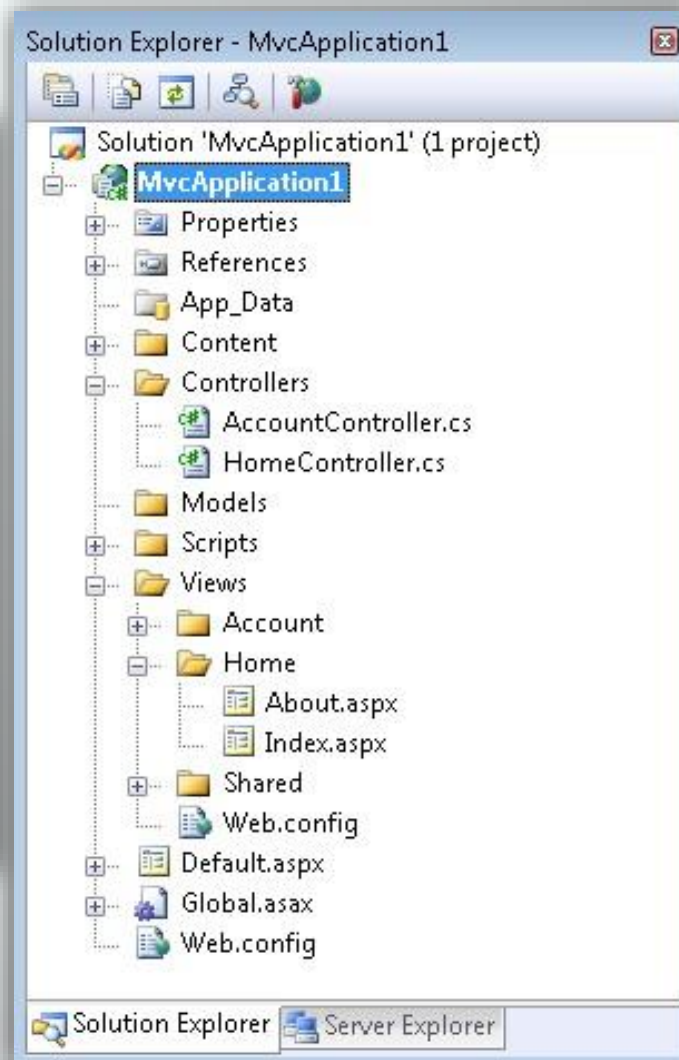 Solution Explorer - MvcApplication1
Solution 'MvcApplication1' (1 project)
MvcApplication1
Properties
References
App_Data
Content
Controllers
AccountController.cs
HomeController.cs
Models
Scripts
Views
Account
Home
About.aspx
Index.aspx
Shared
Web.config
Default.aspx
Global.asax
Web.config
Solution Explorer Server Explorer